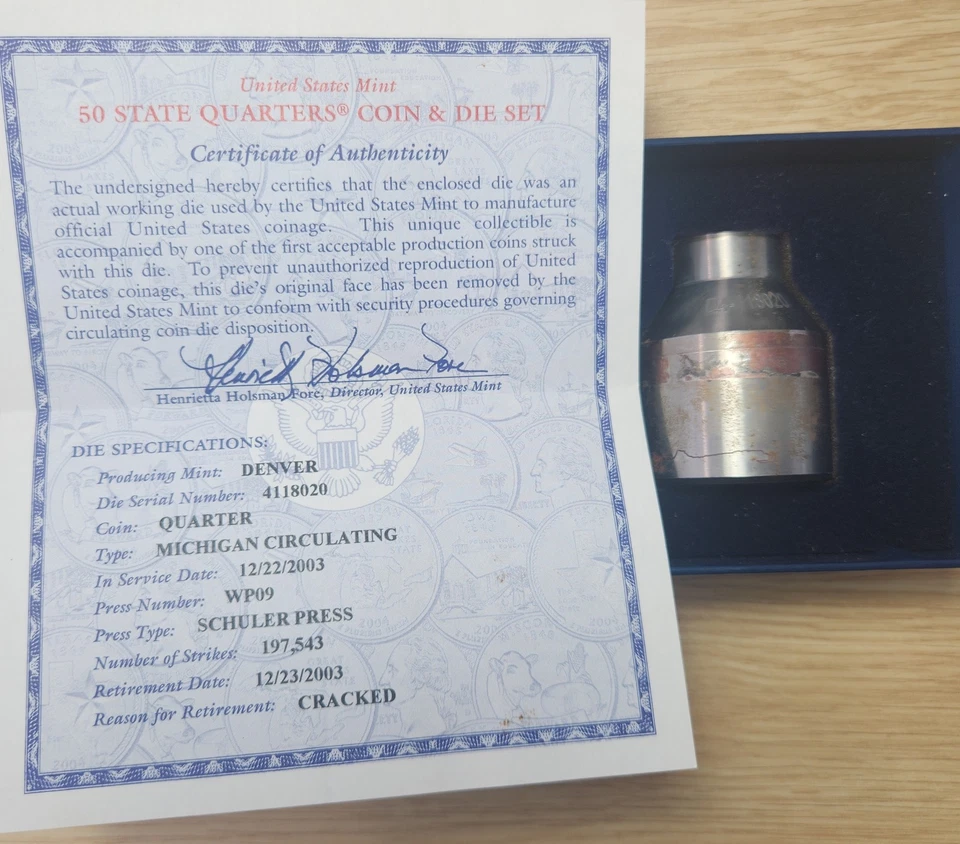 United States Mint
50 STATE QUARTERS® COIN & DIE SET
Certificate of Authenticity
The undersigned hereby certifies that the enclosed die was an
actual working die used by the United States Mint to manufacture
official United States coinage. This unique collectible is
accompanied by one of the first acceptable production coins struck
with this die. To prevent unauthorized reproduction of United
States coinage, this die's original face has been removed by the
United States Mint to conform with security procedures governing
circulating coin die disposition.
Henrietta Holsman Fore
Henrietta Holsman Fore, Director, United States Mint
DIE SPECIFICATIONS:
Producing Mint: DENVER
Die Serial Number: 4118020
Coin: QUARTER
Type: MICHIGAN CIRCULATING
In Service Date: 12/22/2003
Press Number: WP09
Press Type: SCHULER PRESS
Number of Strikes: 197,543
Retirement Date: 12/23/2003
Reason for Retirement: CRACKED